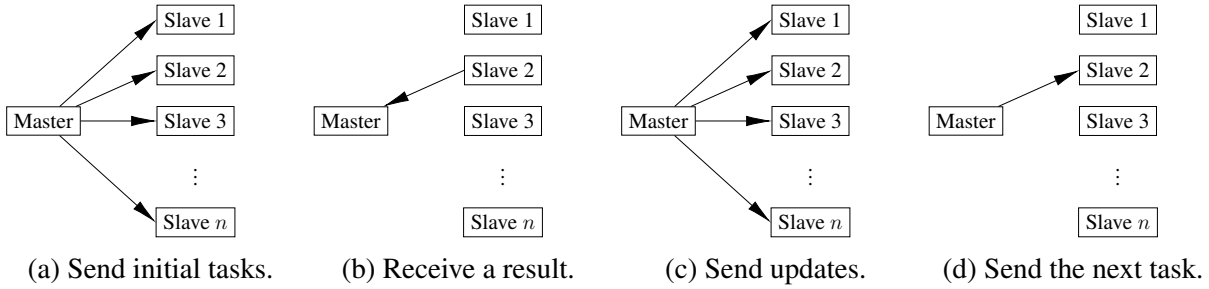 Slave 1 Slave 1 Slave 1 Slave 1
Slave 2 Slave 2 Slave 2 Slave 2
Master Slave 3 Master Slave 3 Master Slave 3 Master Slave 3
⋮ ⋮ ⋮ ⋮
Slave n Slave n Slave n Slave n
(a) Send initial tasks. (b) Receive a result. (c) Send updates. (d) Send the next task.